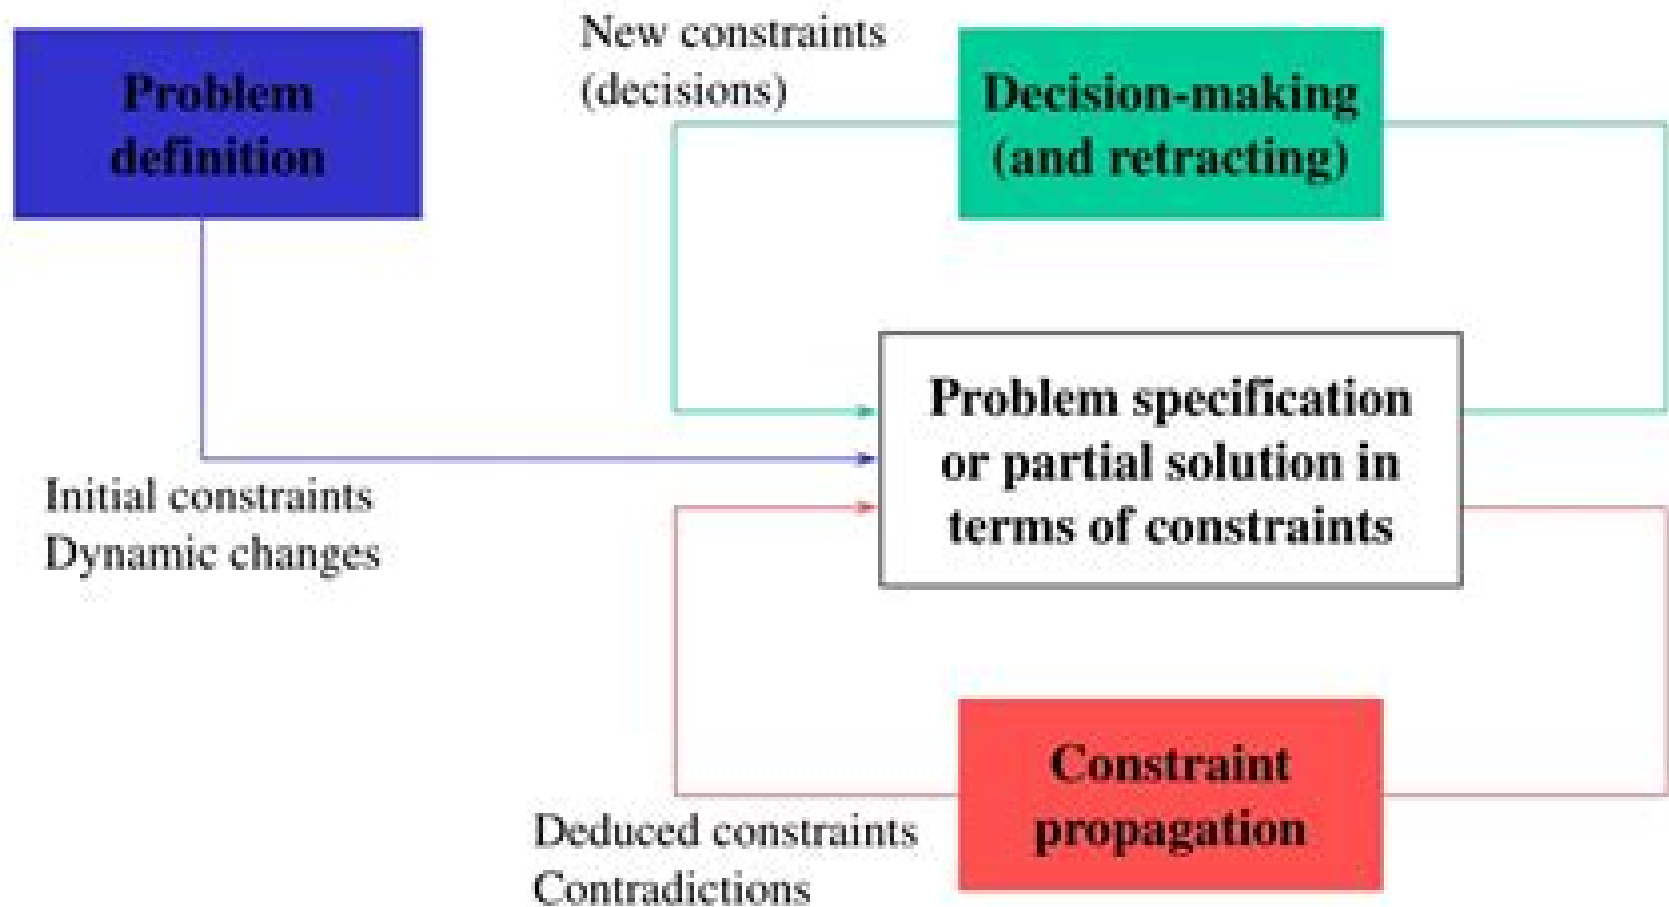 Problem
definition
New constraints
(decisions)
Decision-making
(and retracting)
Problem specification
or partial solution in
terms of constraints
Initial constraints
Dynamic changes
Constraint
propagation
Deduced constraints
Contradictions